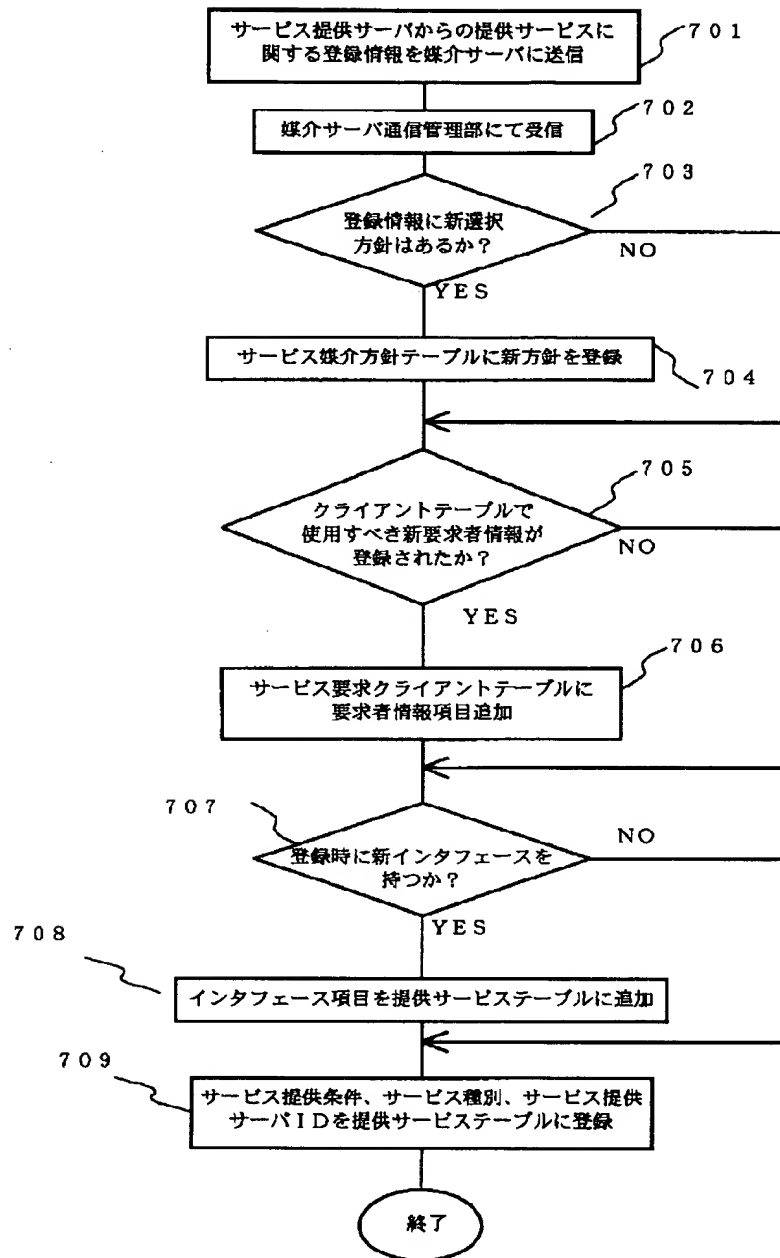 サービス提供サーバからの提供サービスに
関する登録情報を媒介サーバに送信
701
702
媒介サーバ通信管理部にて受信
703
登録情報に新選択
方針はあるか?
NO
YES
サービス媒介方針テーブルに新方針を登録
704
705
クライアントテーブルで
使用すべき新要求者情報が
登録されたか?
NO
YES
706
サービス要求クライアントテーブルに
要求者情報項目追加
707
登録時に新インタフェースを
持つか?
NO
YES
708
インタフェース項目を提供サービステーブルに追加
709
サービス提供条件、サービス種別、サービス提供
サーバIDを提供サービステーブルに登録
終了